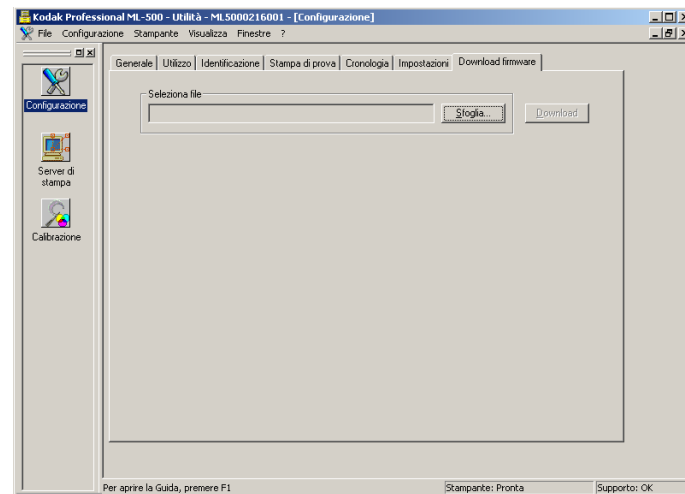 Kodak Professional ML-500 - Utilità - ML5000216001 - [Configurazione]
File Configurazione Stampante Visualizza Finestre ?
Generale Utilizzo Identificazione Stampa di prova Cronologia Impostazioni Download firmware
Seleziona file
Sfoglia... Download
Configurazione
Server di
stampa
Calibrazione
Per aprire la Guida, premere F1 Stampante: Pronta Supporto: OK